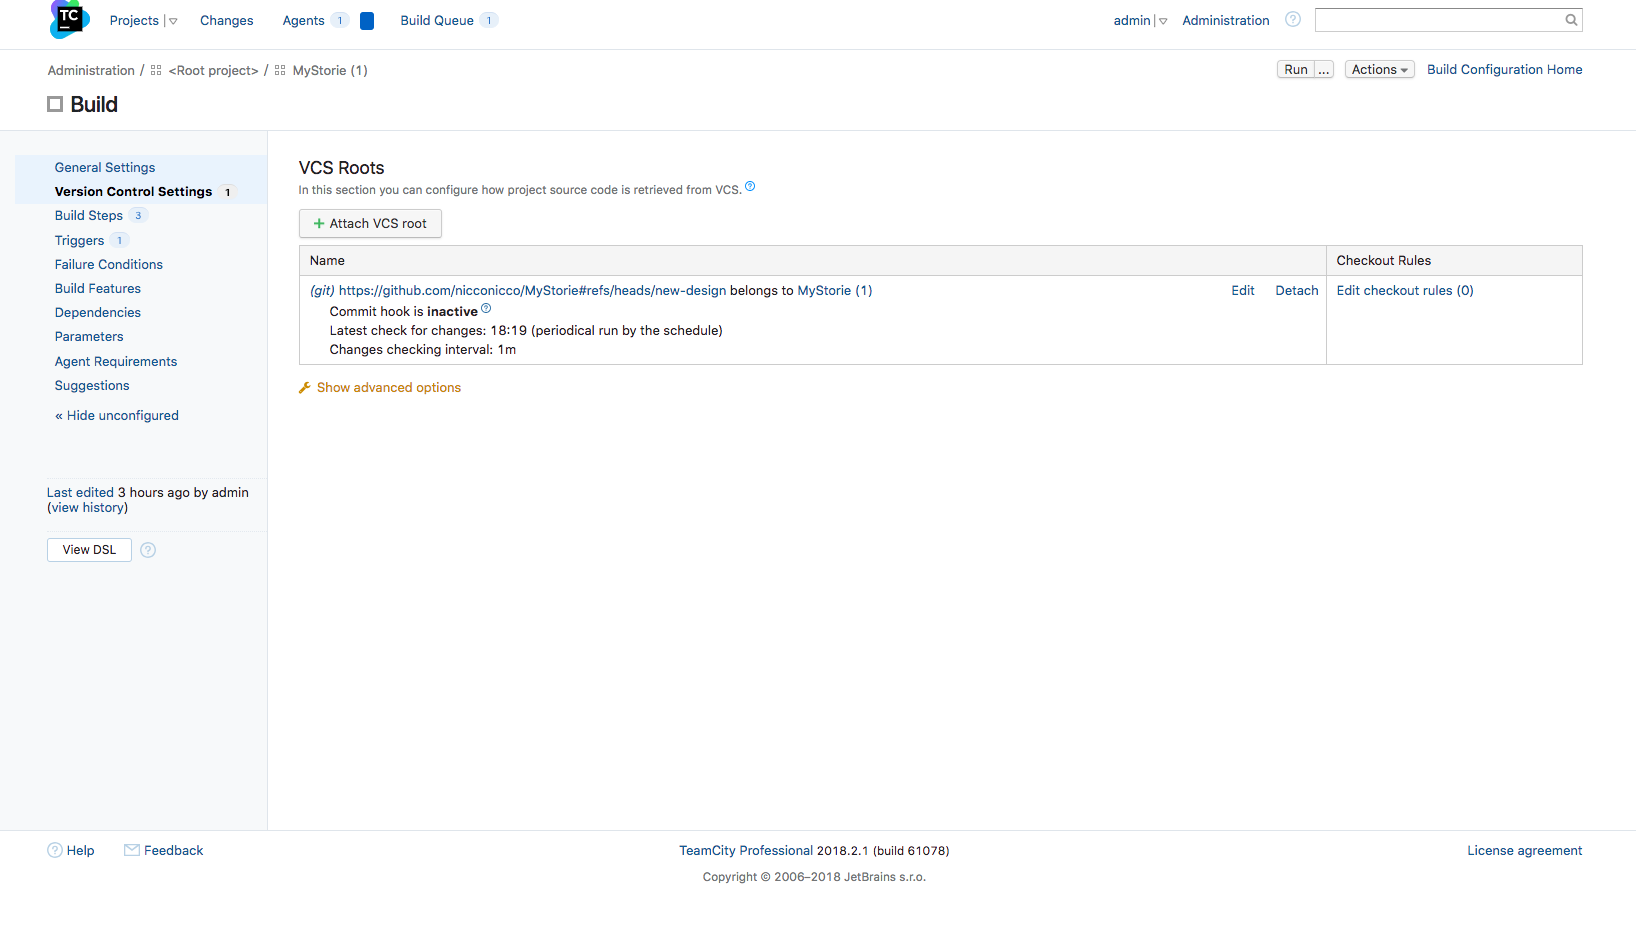 TC
Projects
Changes
Agents 1
Build Queue 1
admin
Administration
?
Administration / <Root project> / MyStorie (1)
Run ...
Actions
Build Configuration Home
Build
General Settings
Version Control Settings 1
Build Steps 3
Triggers 1
Failure Conditions
Build Features
Dependencies
Parameters
Agent Requirements
Suggestions
« Hide unconfigured
Last edited 3 hours ago by admin
(view history)
View DSL ?
VCS Roots
In this section you can configure how project source code is retrieved from VCS. ?
+ Attach VCS root
Name
Checkout Rules
(git) https://github.com/nicconicco/MyStorie#refs/heads/new-design belongs to MyStorie (1)
Edit
Detach
Edit checkout rules (0)
Commit hook is inactive ?
Latest check for changes: 18:19 (periodical run by the schedule)
Changes checking interval: 1m
Show advanced options
? Help
Feedback
TeamCity Professional 2018.2.1 (build 61078)
License agreement
Copyright © 2006–2018 JetBrains s.r.o.